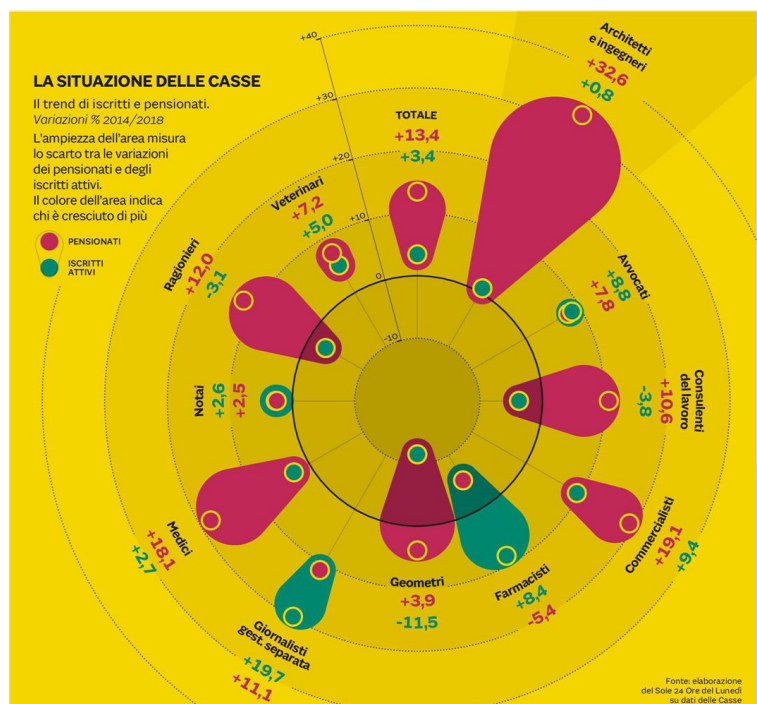 LA SITUAZIONE DELLE CASSE
Il trend di iscritti e pensionati.
Variazioni % 2014/2018
L'ampiezza dell'area misura
lo scarto tra le variazioni
dei pensionati e degli
iscritti attivi.
Il colore dell'area indica
chi è cresciuto di più
PENSIONATI
ISCRITTI
ATTIVI
+40
+30
+20
+10
0
-10
TOTALE
+13,4
+3,4
Architetti
e ingegneri
+32,6
+0,8
Avvocati
+8,8
+7,8
Consulenti
del lavoro
+10,6
-3,8
Commercialisti
+19,1
+9,4
Farmacisti
+8,4
-5,4
Geometri
+3,9
-11,5
Giornalisti
gest. separata
+19,7
+11,1
Medici
+18,1
+2,7
Notai
+2,6
+2,5
Ragionieri
+12,0
-3,1
Veterinari
+7,2
+5,0
Fonte: elaborazione
del Sole 24 Ore del Lunedì
su dati delle Casse